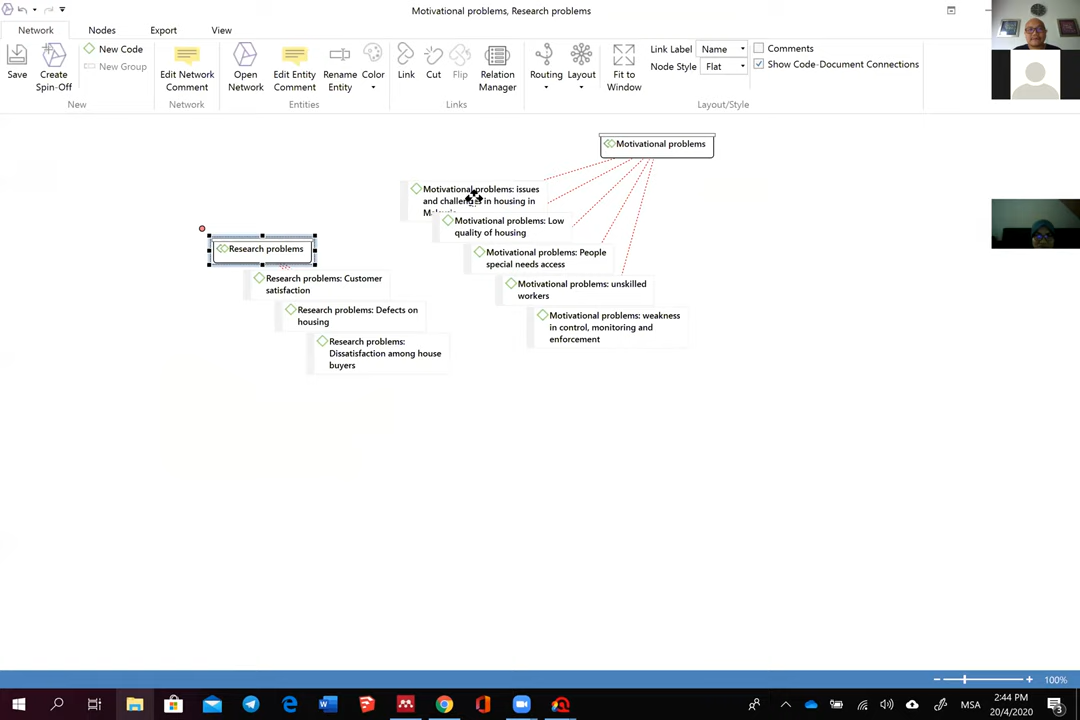 Motivational problems, Research problems
Network
Nodes
Export
View
Save
Create
Spin-Off
New Code
New Group
New
Edit Network
Comment
Network
Open
Network
Edit Entity
Comment
Rename
Entity
Color
Entities
Link
Cut
Flip
Relation
Manager
Links
Routing
Layout
Fit to
Window
Link Label
Name
Comments
Node Style
Flat
Show Code-Document Connections
Layout/Style
Motivational problems
Motivational problems: issues
and challenges in housing in
Motivational problems: Low
quality of housing
Motivational problems: People
special needs access
Motivational problems: unskilled
workers
Motivational problems: weakness
in control, monitoring and
enforcement
Research problems
Research problems: Customer
satisfaction
Research problems: Defects on
housing
Research problems:
Dissatisfaction among house
buyers
100%
MSA
2:44 PM
20/4/2020
3